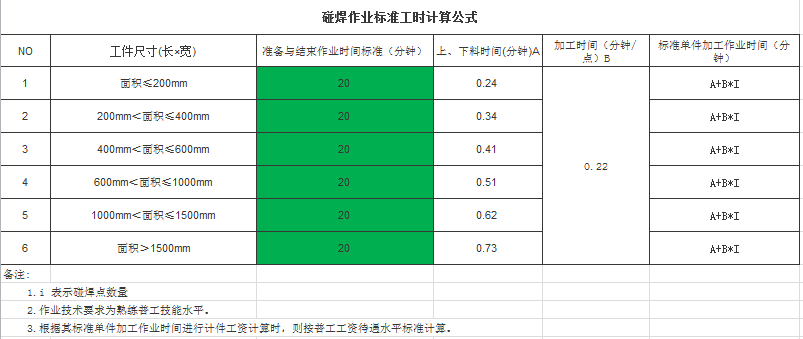 碰焊作业标准工时计算公式
NO 工件尺寸(长×宽) 准备与结束作业时间标准（分钟） 上、下料时间(分钟)A 加工时间（分钟/点）B 标准单件加工作业时间（分钟）
1 面积≤200mm 20 0.24 0.22 A+B*I
2 200mm＜面积≤400mm 20 0.34 A+B*I
3 400mm＜面积≤600mm 20 0.41 A+B*I
4 600mm＜面积≤1000mm 20 0.51 A+B*I
5 1000mm＜面积≤1500mm 20 0.62 A+B*I
6 面积＞1500mm 20 0.73 A+B*I
备注:
1.i 表示碰焊点数量
2.作业技术要求为熟练普工技能水平。
3.根据其标准单件加工作业时间进行计件工资计算时，则按普工工资待通水平标准计算。